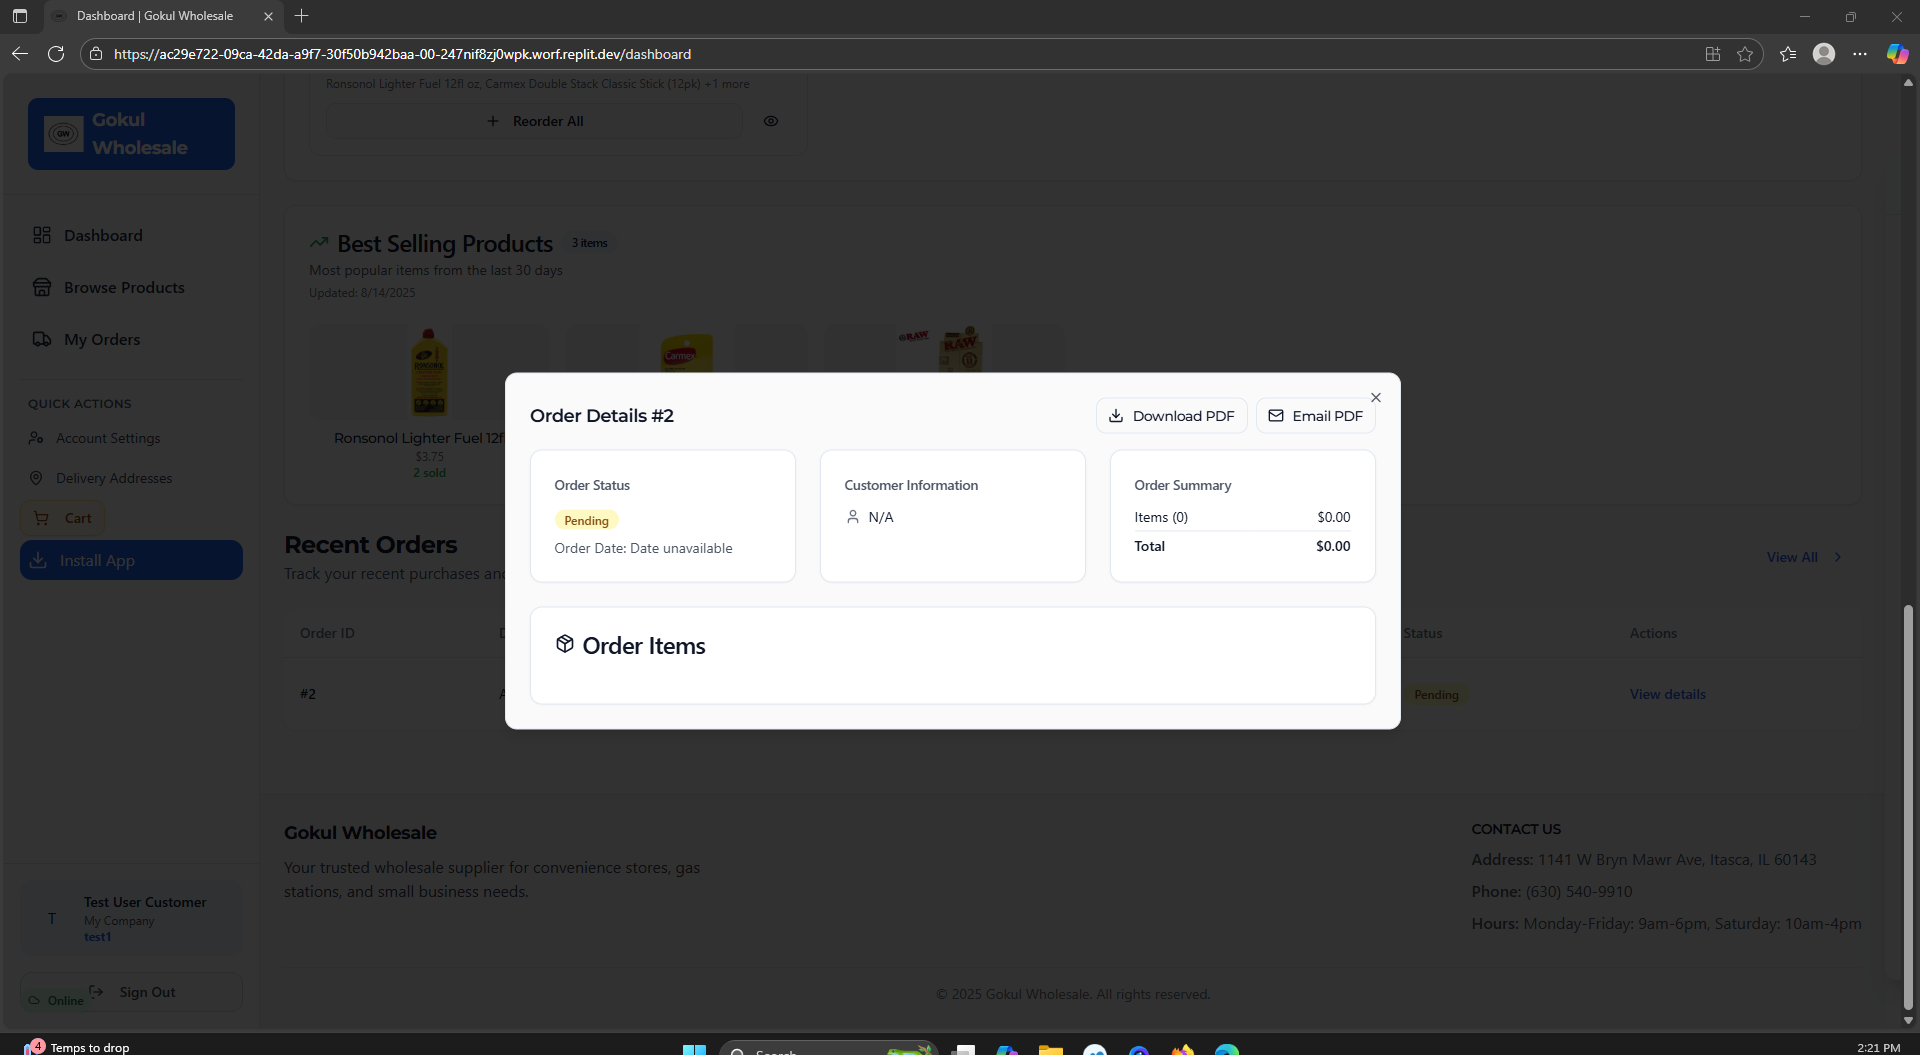 Dashboard | Gokul Wholesale
https://ac29e722-09ca-42da-a9f7-30f50b942baa-00-247nif8zj0wpk.worf.replit.dev/dashboard
Gokul
Wholesale
GW
Dashboard
Browse Products
My Orders
QUICK ACTIONS
Account Settings
Delivery Addresses
Cart
Install App
Test User Customer
My Company
test1
T
Online
Sign Out
Ronsonol Lighter Fuel 12fl oz, Carmex Double Stack Classic Stick (12pk) +1 more
Reorder All
Best Selling Products
3 items
Most popular items from the last 30 days
Updated: 8/14/2025
RONSONOL
Carmex
RAW
RAW
Ronsonol Lighter Fuel 12f
$3.75
2 sold
Order Details #2
Download PDF
Email PDF
Order Status
Pending
Order Date: Date unavailable
Customer Information
N/A
Order Summary
Items (0) $0.00
Total $0.00
Order Items
Recent Orders
Track your recent purchases an
View All
Order ID
Status
Actions
#2
Pending
View details
Gokul Wholesale
Your trusted wholesale supplier for convenience stores, gas
stations, and small business needs.
CONTACT US
Address: 1141 W Bryn Mawr Ave, Itasca, IL 60143
Phone: (630) 540-9910
Hours: Monday-Friday: 9am-6pm, Saturday: 10am-4pm
© 2025 Gokul Wholesale. All rights reserved.
4
Temps to drop
Search
2:21 PM